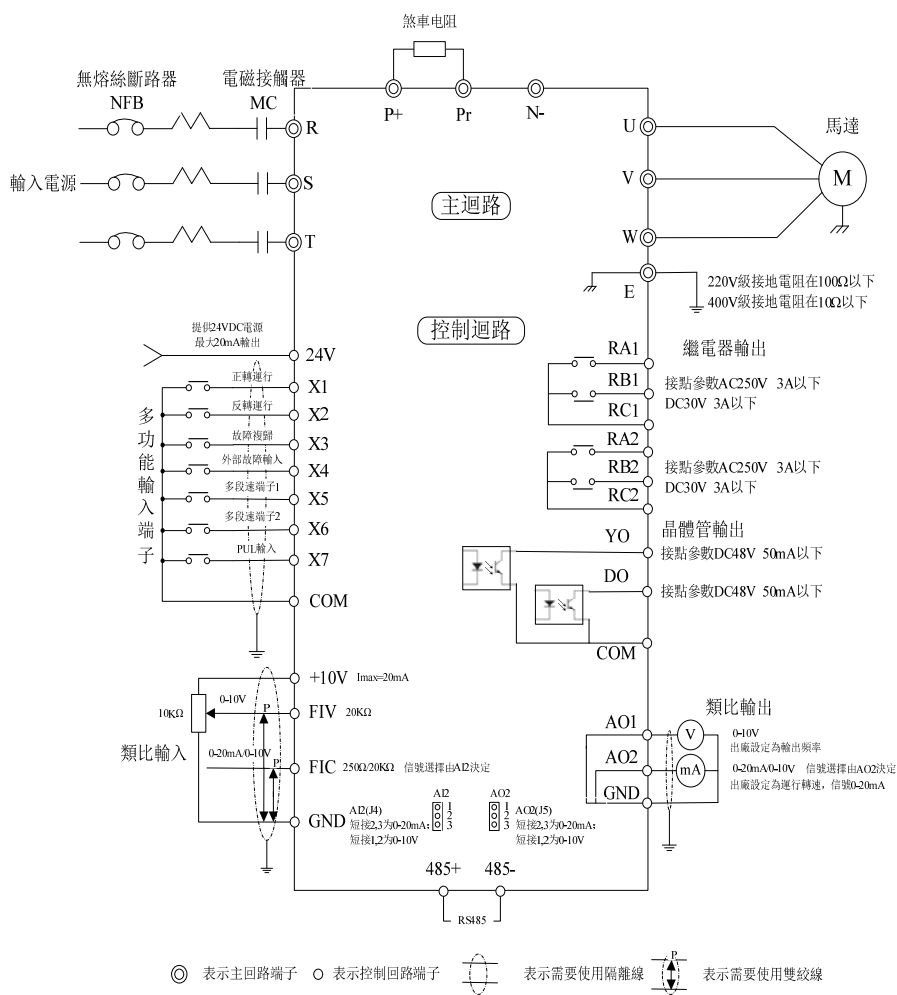 煞車电阻
無熔絲斷路器
NFB
電磁接觸器
MC
P+
Pr
N-
R
輸入電源
S
T
U
V
W
E
馬達
M
主迴路
220V級接地電阻在100Ω以下
400V級接地電阻在10Ω以下
控制迴路
提供24VDC電源
最大20mA輸出
24V
多功能輸入端子
正轉運行
X1
反轉運行
X2
故障複歸
X3
外部故障輸入
X4
多段速端子1
X5
多段速端子2
X6
PUL輸入
X7
COM
RA1
繼電器輸出
RB1
接點參數AC250V 3A以下
DC30V 3A以下
RC1
RA2
RB2
接點參數AC250V 3A以下
DC30V 3A以下
RC2
晶體管輸出
YO
接點參數DC48V 50mA以下
DO
接點參數DC48V 50mA以下
COM
+10V Imax=20mA
0-10V
P
10KΩ
FIV 20KΩ
類比輸入
0-20mA/0-10V
P
FIC 250Ω/20KΩ 信號選擇由AI2決定
GND
AI2(J4)
短接2,3为0-20mA;
短接1,2为0-10V
AI2
1
2
3
AO2
1
2
3
AO2(J5)
短接2,3为0-20mA;
短接1,2为0-10V
類比輸出
AO1
V
0-10V
出廠設定為輸出頻率
AO2
mA
0-20mA/0-10V 信號選擇由AO2決定
出廠設定為運行轉速，信號0-20mA
GND
485+
485-
RS485
表示主回路端子
表示控制回路端子
表示需要使用隔離線
P
表示需要使用雙絞線